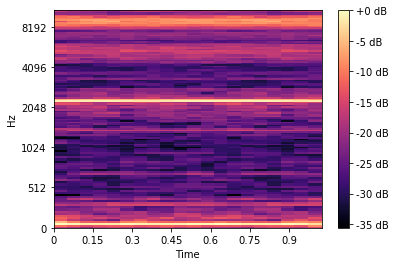 8192
4096
2048
1024
512
0
Hz
0 0.15 0.3 0.45 0.6 0.75 0.9
Time
+0 dB
-5 dB
-10 dB
-15 dB
-20 dB
-25 dB
-30 dB
-35 dB